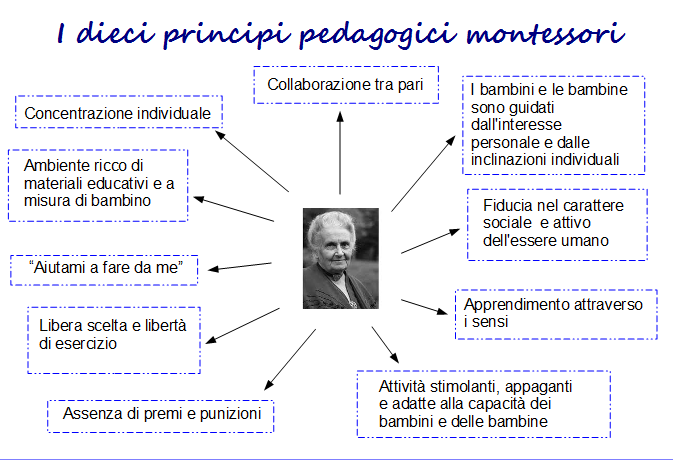 I dieci principi pedagogici montessori
Collaborazione tra pari
I bambini e le bambine
sono guidati
dall'interesse
personale e dalle
inclinazioni individuali
Concentrazione individuale
Ambiente ricco di
materiali educativi e a
misura di bambino
Fiducia nel carattere
sociale e attivo
dell'essere umano
“Aiutami a fare da me”
Apprendimento attraverso
i sensi
Libera scelta e libertà
di esercizio
Attività stimolanti, appaganti
e adatte alla capacità dei
bambini e delle bambine
Assenza di premi e punizioni